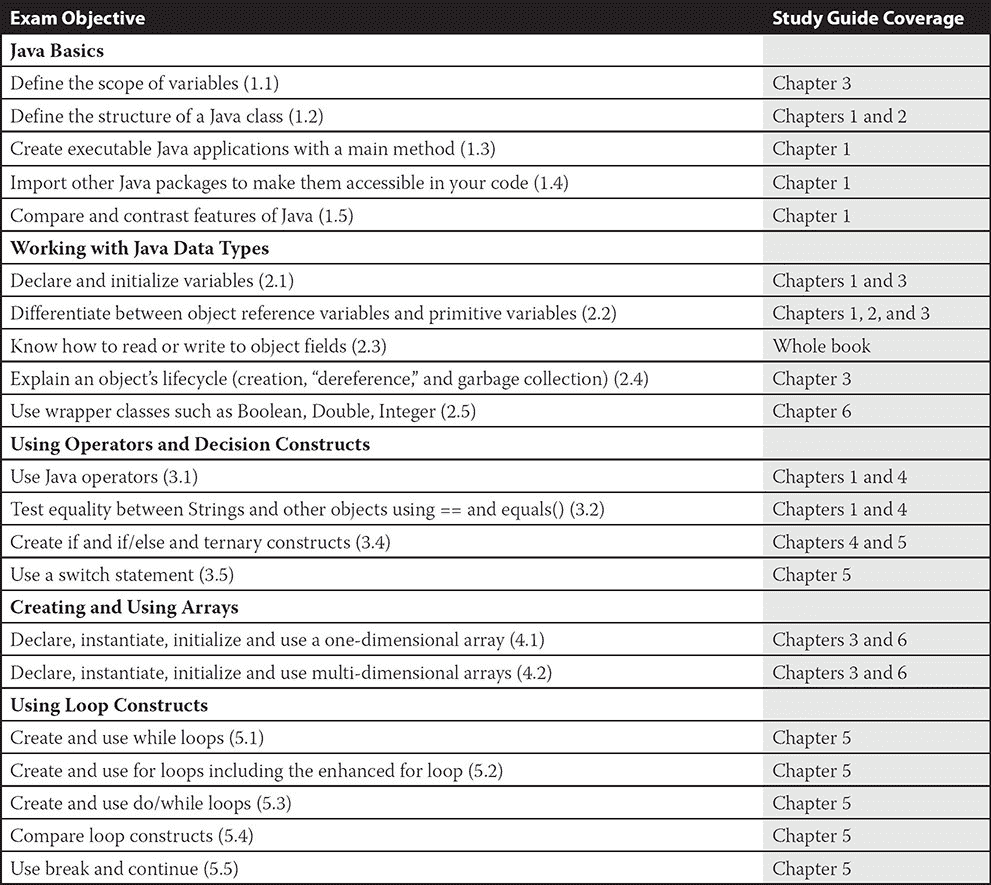 Exam Objective Study Guide Coverage
Java Basics
Define the scope of variables (1.1) Chapter 3
Define the structure of a Java class (1.2) Chapters 1 and 2
Create executable Java applications with a main method (1.3) Chapter 1
Import other Java packages to make them accessible in your code (1.4) Chapter 1
Compare and contrast features of Java (1.5) Chapter 1
Working with Java Data Types
Declare and initialize variables (2.1) Chapters 1 and 3
Differentiate between object reference variables and primitive variables (2.2) Chapters 1, 2, and 3
Know how to read or write to object fields (2.3) Whole book
Explain an object’s lifecycle (creation, “dereference,” and garbage collection) (2.4) Chapter 3
Use wrapper classes such as Boolean, Double, Integer (2.5) Chapter 6
Using Operators and Decision Constructs
Use Java operators (3.1) Chapters 1 and 4
Test equality between Strings and other objects using == and equals() (3.2) Chapters 1 and 4
Create if and if/else and ternary constructs (3.4) Chapters 4 and 5
Use a switch statement (3.5) Chapter 5
Creating and Using Arrays
Declare, instantiate, initialize and use a one-dimensional array (4.1) Chapters 3 and 6
Declare, instantiate, initialize and use multi-dimensional arrays (4.2) Chapters 3 and 6
Using Loop Constructs
Create and use while loops (5.1) Chapter 5
Create and use for loops including the enhanced for loop (5.2) Chapter 5
Create and use do/while loops (5.3) Chapter 5
Compare loop constructs (5.4) Chapter 5
Use break and continue (5.5) Chapter 5